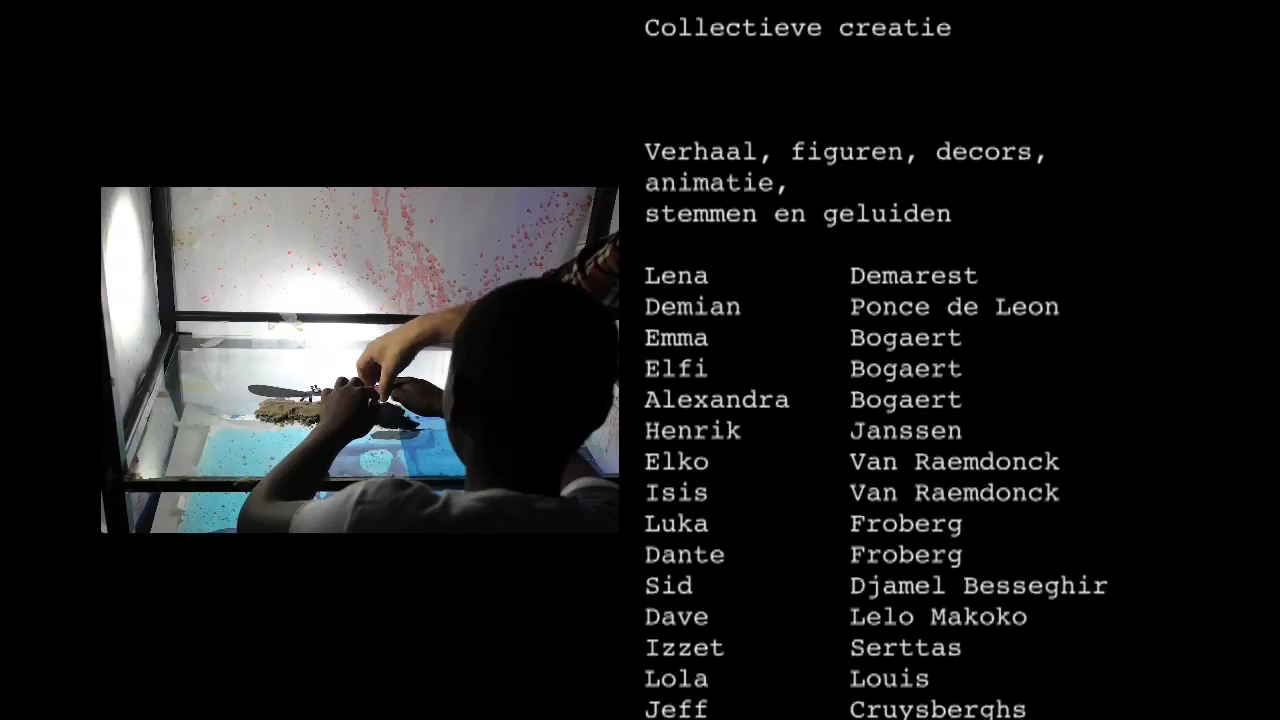 Collectieve creatie
Verhaal, figuren, decors,
animatie,
stemmen en geluiden
Lena Demarest
Demian Ponce de Leon
Emma Bogaert
Elfi Bogaert
Alexandra Bogaert
Henrik Janssen
Elko Van Raemdonck
Isis Van Raemdonck
Luka Froberg
Dante Froberg
Sid Djamel Besseghir
Dave Lelo Makoko
Izzet Serttas
Lola Louis
Jeff Cruysberghs